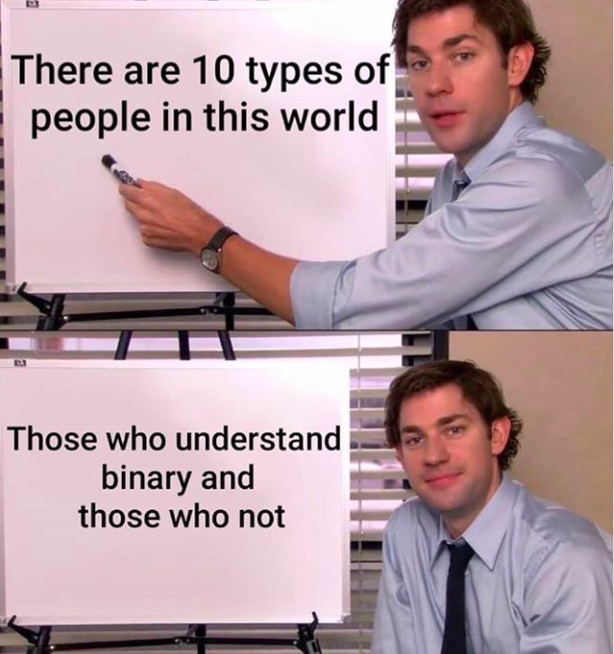 There are 10 types of
people in this world
Those who understand
binary and
those who not